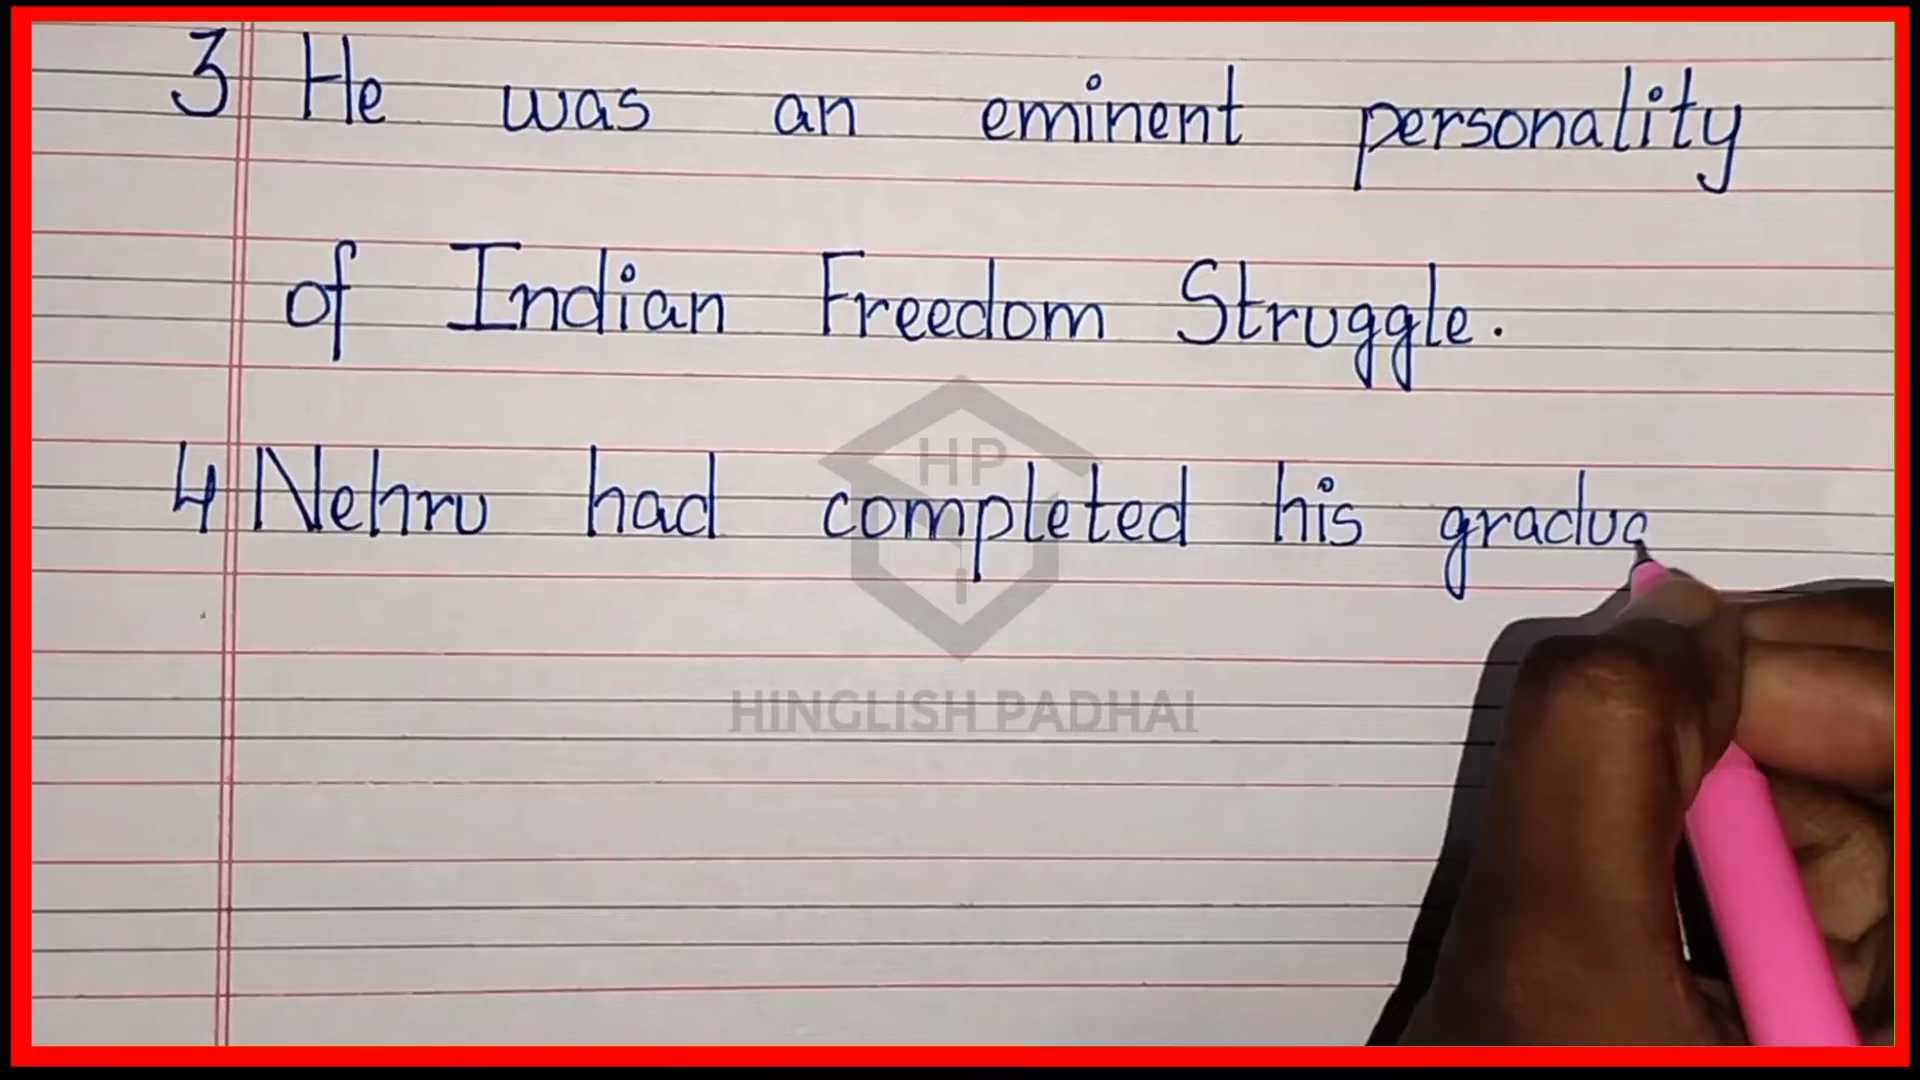 3 He was an eminent personality
of Indian Freedom Struggle.
4 Nehru had completed his gradua
HP
I
HINGLISH PADHAI